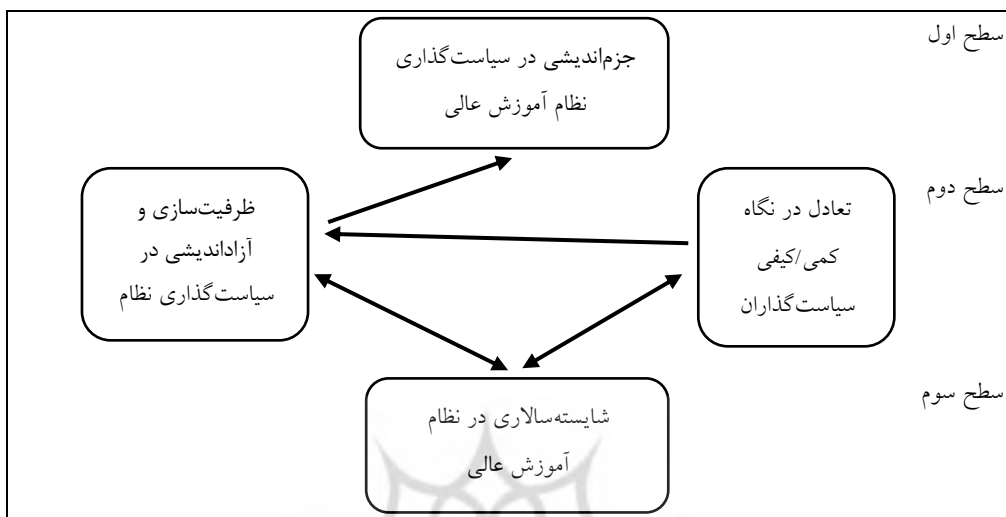 سطح اول
جزم‌اندیشی در سیاست‌گذاری
نظام آموزش عالی
سطح دوم
تعادل در نگاه
کمی/کیفی
سیاست‌گذاران
ظرفیت‌سازی و
آزاداندیشی در
سیاست‌گذاری نظام
سطح سوم
شایسته‌سالاری در نظام
آموزش عالی